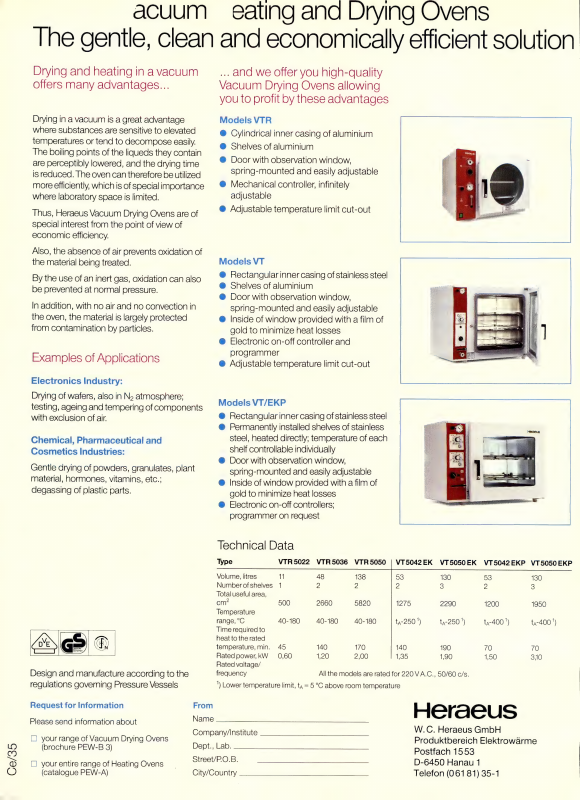 acuum eating and Drying Ovens
The gentle, clean and economically efficient solution
Drying and heating in a vacuum
offers many advantages...
Drying in a vacuum is a great advantage
where substances are sensitive to elevated
temperatures or tend to decompose easily.
The boiling points of the liqueds they contain
are perceptibly lowered, and the drying time
is reduced. The oven can therefore be utilized
more efficiently, which is of special importance
where laboratory space is limited.
Thus, Heraeus Vacuum Drying Ovens are of
special interest from the point of view of
economic efficiency.
Also, the absence of air prevents oxidation of
the material being treated.
By the use of an inert gas, oxidation can also
be prevented at normal pressure.
In addition, with no air and no convection in
the oven, the material is largely protected
from contamination by particles.
Examples of Applications
Electronics Industry:
Drying of wafers, also in N2 atmosphere;
testing, ageing and tempering of components
with exclusion of air.
Chemical, Pharmaceutical and
Cosmetics Industries:
Gentle drying of powders, granulates, plant
material, hormones, vitamins, etc.;
degassing of plastic parts.
... and we offer you high-quality
Vacuum Drying Ovens allowing
you to profit by these advantages
Models VTR
● Cylindrical inner casing of aluminium
● Shelves of aluminium
● Door with observation window,
spring-mounted and easily adjustable
● Mechanical controller, infinitely
adjustable
● Adjustable temperature limit cut-out
Models VT
● Rectangular inner casing of stainless steel
● Shelves of aluminium
● Door with observation window,
spring-mounted and easily adjustable
● Inside of window provided with a film of
gold to minimize heat losses
● Electronic on-off controller and
programmer
● Adjustable temperature limit cut-out
Models VT/EKP
● Rectangular inner casing of stainless steel
● Permanently installed shelves of stainless
steel, heated directly; temperature of each
shelf controllable individually
● Door with observation window,
spring-mounted and easily adjustable
● Inside of window provided with a film of
gold to minimize heat losses
● Electronic on-off controllers;
programmer on request
Technical Data
Type VTR 5022 VTR 5036 VTR 5050 VT 5042 EK VT 5050 EK VT 5042 EKP VT 5050 EKP
Volume, litres 11 48 138 53 130 53 130
Number of shelves 1 2 2 2 3 2 3
Total useful area,
cm² 500 2660 5820 1275 2290 1200 1950
Temperature
range, °C 40-180 40-180 40-180 tA-250 ¹) tA-250 ¹) tA-400 ¹) tA-400 ¹)
Time required to
heat to the rated
temperature, min. 45 140 170 140 190 70 70
Rated power, kW 0,60 1,20 2,00 1,35 1,90 1,50 3,10
Rated voltage/
frequency All the models are rated for 220 V A.C., 50/60 c/s.
¹) Lower temperature limit, tA = 5 °C above room temperature
VDE GS
Design and manufacture according to the
regulations governing Pressure Vessels
Request for Information
Please send information about
☐ your range of Vacuum Drying Ovens
(brochure PEW-B 3)
☐ your entire range of Heating Ovens
(catalogue PEW-A)
From
Name
Company/Institute
Dept., Lab.
Street/P.O.B.
City/Country
Heraeus
W. C. Heraeus GmbH
Produktbereich Elektrowärme
Postfach 1553
D-6450 Hanau 1
Telefon (0 61 81) 35-1
Ce/35